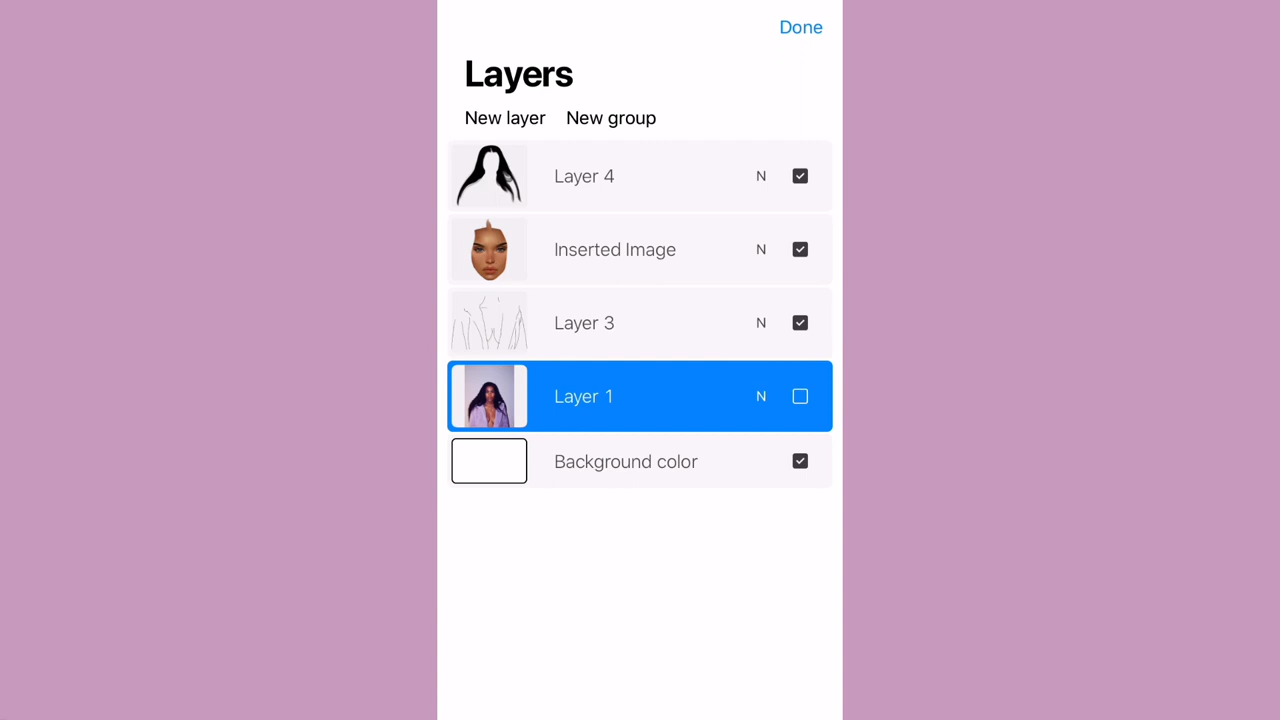 Done
Layers
New layer New group
Layer 4 N
Inserted Image N
Layer 3 N
Layer 1 N
Background color